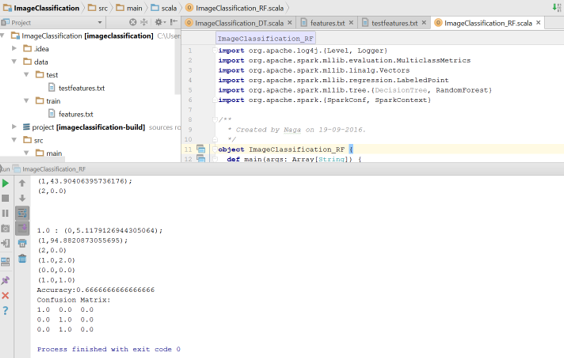 ImageClassification src main scala ImageClassification_RF.scala
Project
ImageClassification_DT.scala features.txt testfeatures.txt ImageClassification_RF.scala
ImageClassification [imageclassification] C:\User
.idea
data
test
testfeatures.txt
train
features.txt
project [imageclassification-build] sources ro
src
main
ImageClassification_RF
1 import org.apache.log4j.{Level, Logger}
2 import org.apache.spark.mllib.evaluation.MulticlassMetrics
3 import org.apache.spark.mllib.linalg.Vectors
4 import org.apache.spark.mllib.regression.LabeledPoint
5 import org.apache.spark.mllib.tree.{DecisionTree, RandomForest}
6 import org.apache.spark.{SparkConf, SparkContext}
7
8 /**
9 * Created by Naga on 19-09-2016.
10 */
11 object ImageClassification_RF {
12 def main(args: Array[String]) {
un ImageClassification_RF
(1,43.90406395736176);
(2,0.0)
1.0 : (0,5.1179126944305064);
(1,94.8820873055695);
(2,0.0)
(1.0,2.0)
(0.0,0.0)
(1.0,1.0)
Accuracy:0.6666666666666666
Confusion Matrix:
1.0 0.0 0.0
0.0 1.0 0.0
0.0 1.0 0.0
Process finished with exit code 0